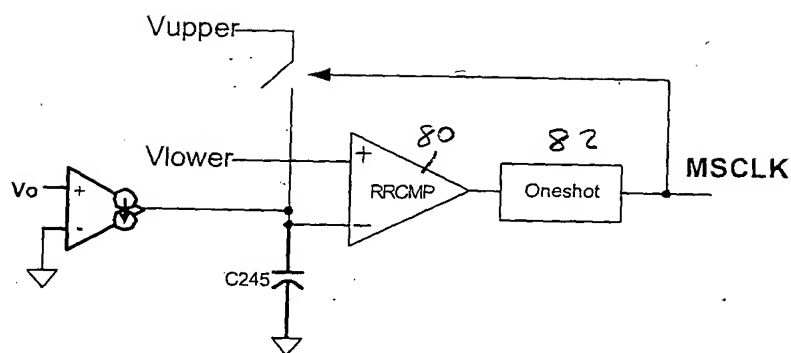 Vupper
80
82
Vlower
+
RRCMP
Oneshot
MSCLK
Vo
+
-
−
C245